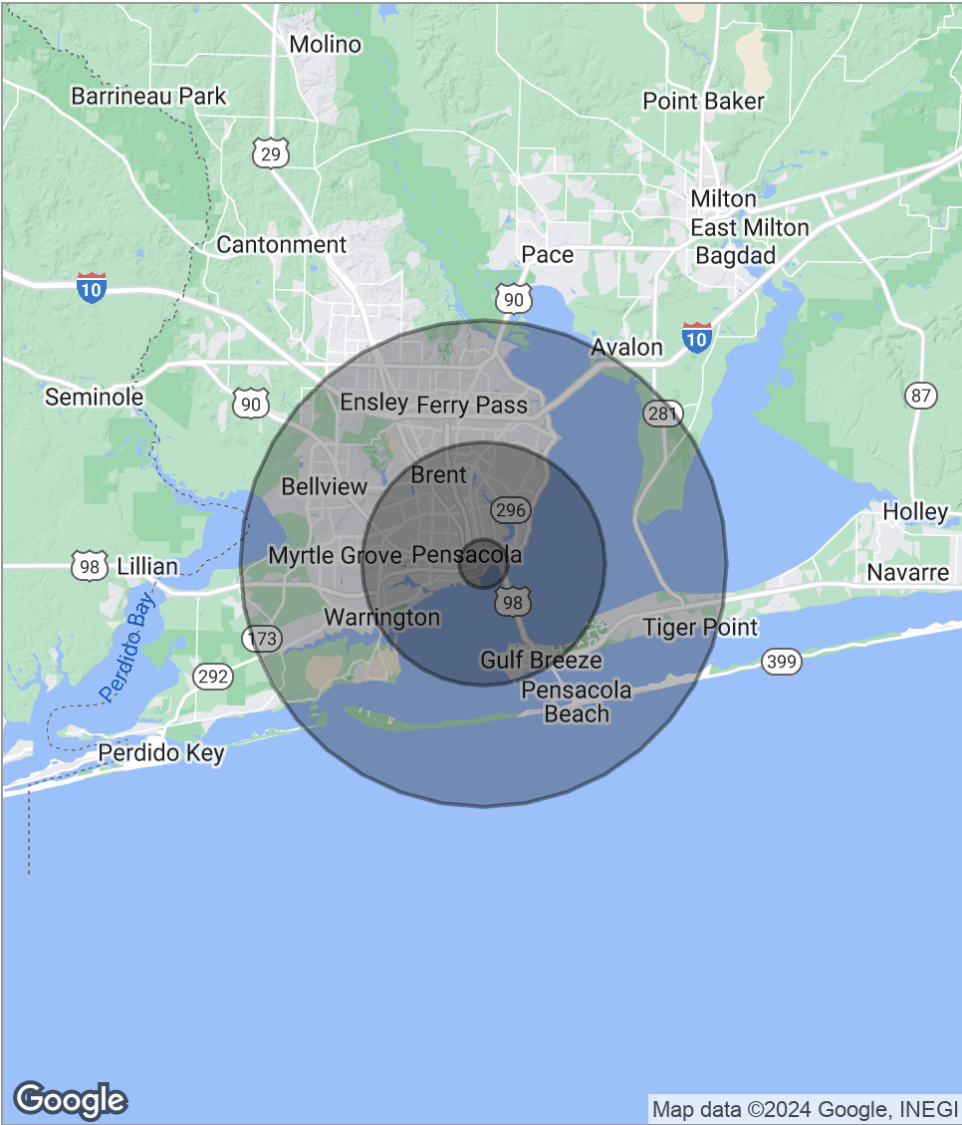 Molino
Barrineau Park
Point Baker
29
Milton
East Milton
Cantonment
Pace
Bagdad
10
90
10
Avalon
Seminole
90
Ensley
Ferry Pass
281
87
Brent
Bellview
296
Holley
Myrtle Grove
Pensacola
98
Lillian
Navarre
98
Warrington
Tiger Point
173
Perdido Bay
Gulf Breeze
399
292
Pensacola
Beach
Perdido Key
Google
Map data ©2024 Google, INEGI